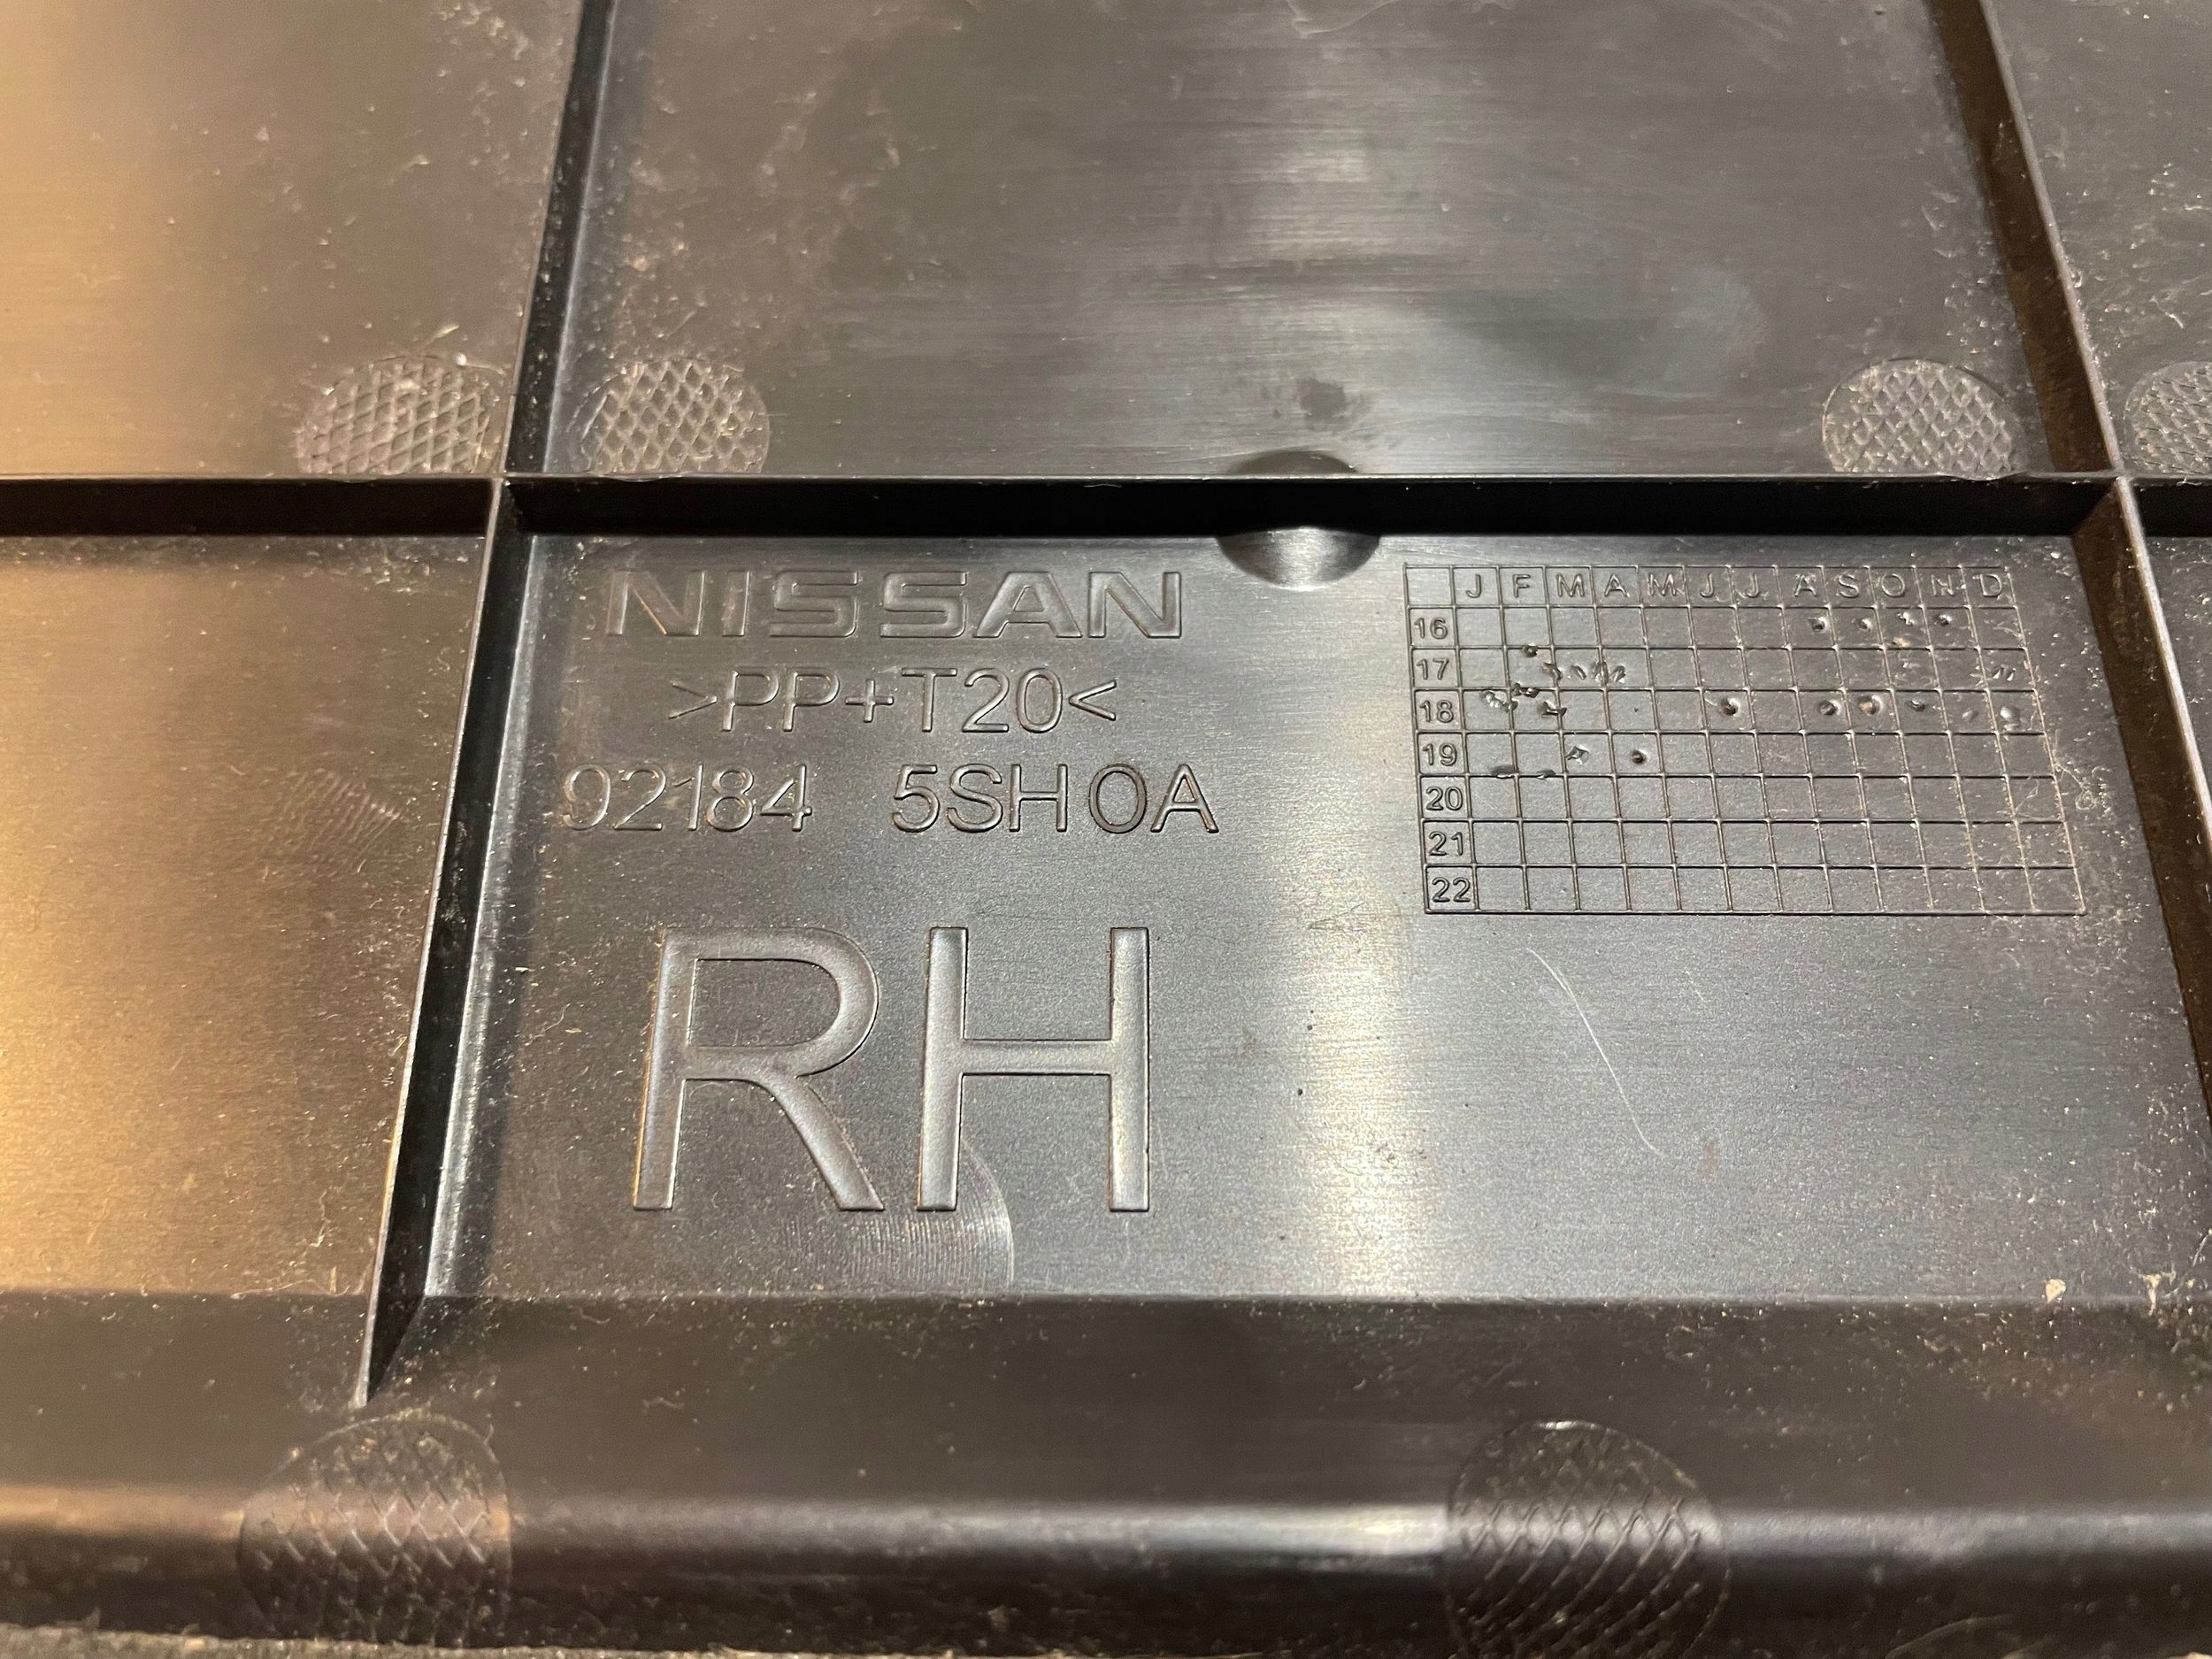 NISSAN
>PP+T20<
92184 5SH0A
RH
J F M A M J J A S O N D
16
17
18
19
20
21
22